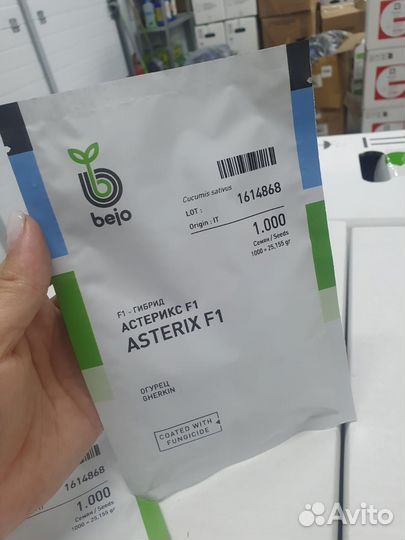 bejo
Cucumis sativus
LOT : 1614868
Origin : IT
1.000
Семян / Seeds
1000 = 25,155 gr
F1 - ГИБРИД
АСТЕРИКС F1
ASTERIX F1
ОГУРЕЦ
GHERKIN
COATED WITH
FUNGICIDE
LOT : 1614868
1.000
Семян / Seeds
1000 = 25,155 gr
Avito